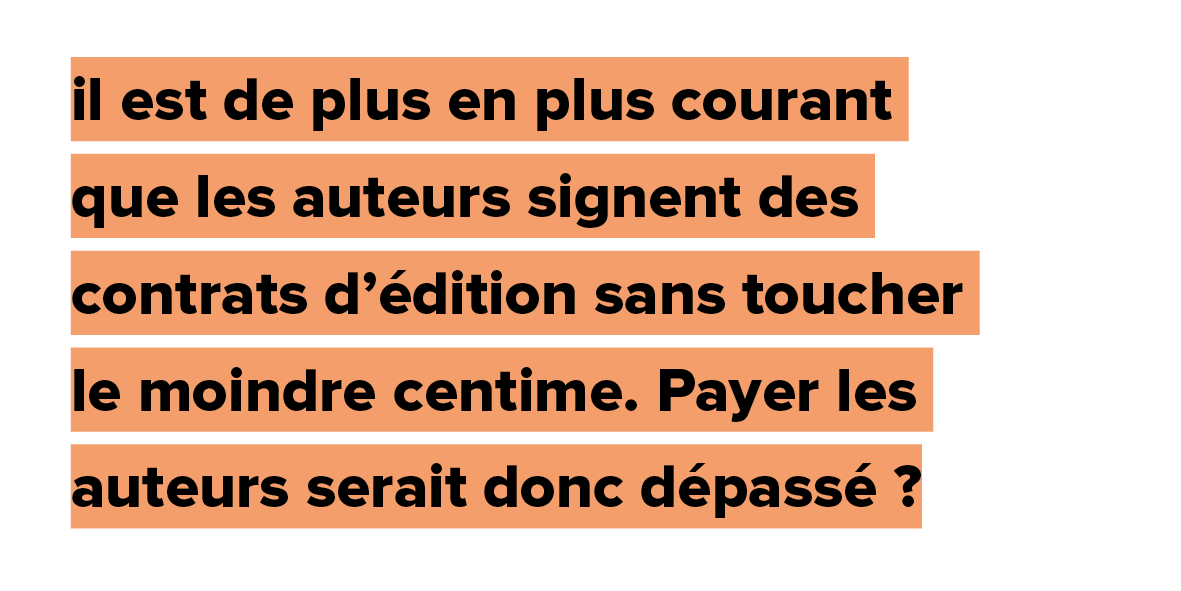 il est de plus en plus courant
que les auteurs signent des
contrats d’édition sans toucher
le moindre centime. Payer les
auteurs serait donc dépassé ?